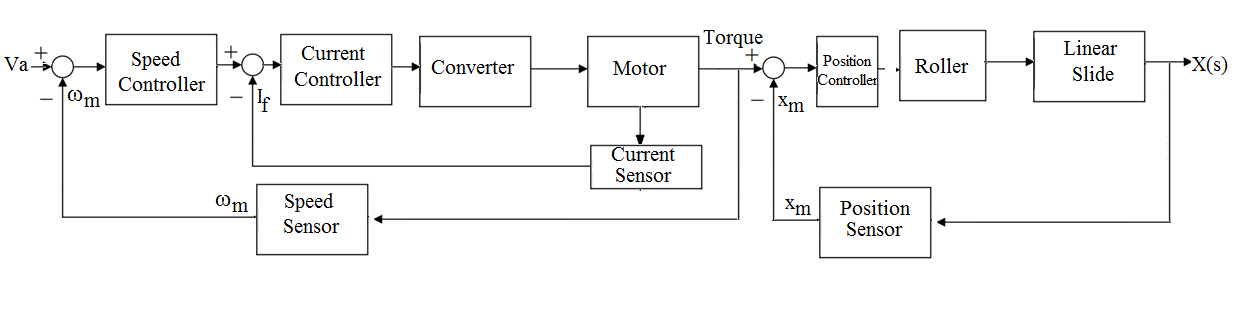 Va
+
−
ωm
Speed
Controller
+
−
If
Current
Controller
Converter
Motor
Torque
+
−
xm
Position
Controller
Roller
Linear
Slide
X(s)
Current
Sensor
ωm
Speed
Sensor
xm
Position
Sensor